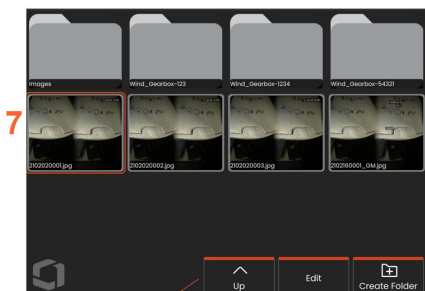 Images
Wind_Gearbox-123
Wind_Gearbox-1234
Wind_Gearbox-54321
7
2102020001.jpg
2102020002.jpg
2102020003.jpg
2102160001_GM.jpg
Up
Edit
Create Folder